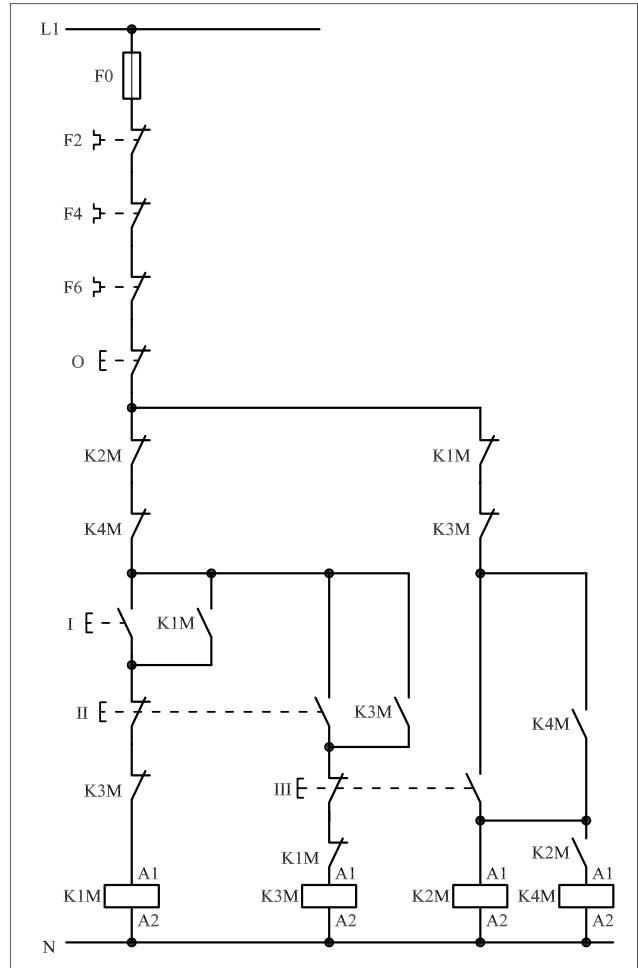 L1
F0
F2
F4
F6
O
K2M K1M
K4M K3M
I K1M
II K3M K4M
K3M III
K1M K2M
A1 A1 A1 A1
K1M K3M K2M K4M
A2 A2 A2 A2
N